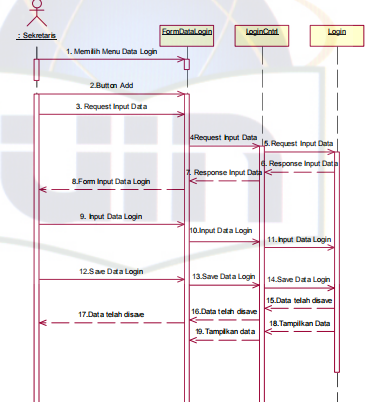 : Sekretaris
FormDataLogin
LoginCntrl
Login
1. Memilih Menu Data Login
2.Button Add
3. Request Input Data
4Request Input Data
5.Request Input Data
6. Response Input Data
7. Response Input Data
8.Form Input Data Login
9. Input Data Login
10.Input Data Login
11.Input Data Login
12.Save Data Login
13.Save Data Login
14.Save Data Login
15.Data telah disave
16.Data telah disave
17.Data telah disave
18.Tampilkan Data
19.Tampilkan data